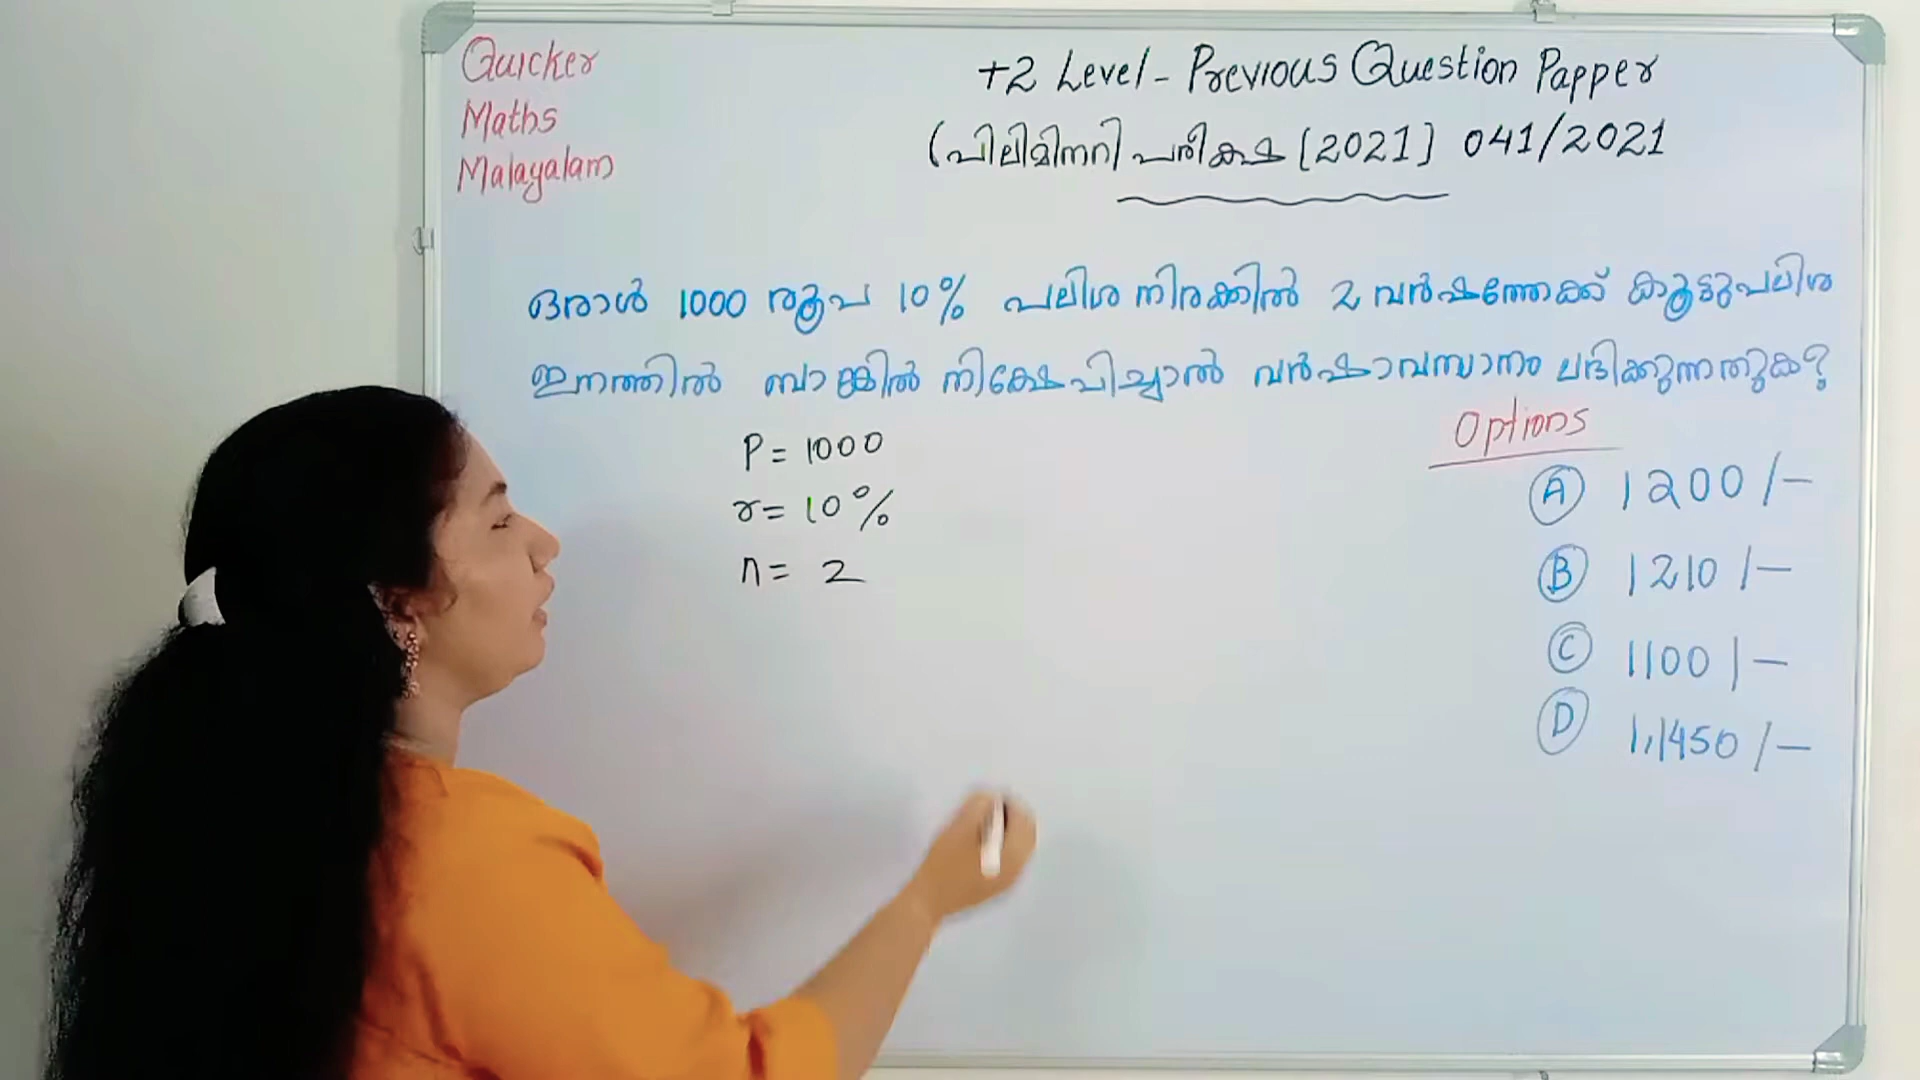 Quicker
Maths
Malayalam
+2 Level - Previous Question Papper
(പിലിമിനറി പരീക്ഷ [2021] 041/2021
ഒരാൾ 1000 രൂപ 10% പലിശ നിരക്കിൽ 2 വർഷത്തേക്ക് കൂട്ടുപലിശ
ഇനത്തിൽ ബാങ്കിൽ നിക്ഷേപിച്ചാൽ വർഷാവസാനം ലഭിക്കുന്നതുക?
P = 1000
r = 10%
n = 2
Options
A 1200/-
B 1210/-
C 1100/-
D 1,1450/-